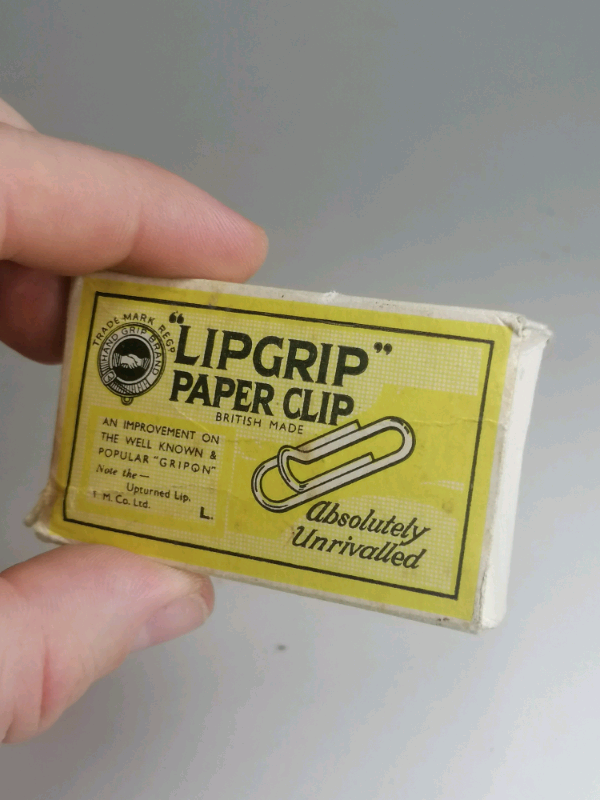 TRADE MARK REGD
HAND GRIP BRAND
"LIPGRIP"
PAPER CLIP
BRITISH MADE
AN IMPROVEMENT ON
THE WELL KNOWN &
POPULAR "GRIPON"
Note the—
Upturned Lip.
M. Co. Ltd.
L.
Absolutely
Unrivalled